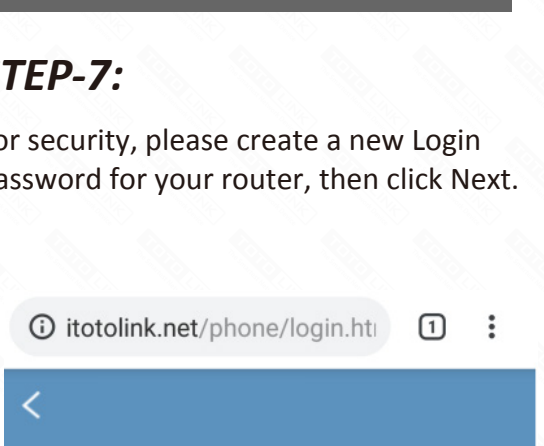 TEP-7:
or security, please create a new Login
assword for your router, then click Next.
itotolink.net/phone/login.ht
1